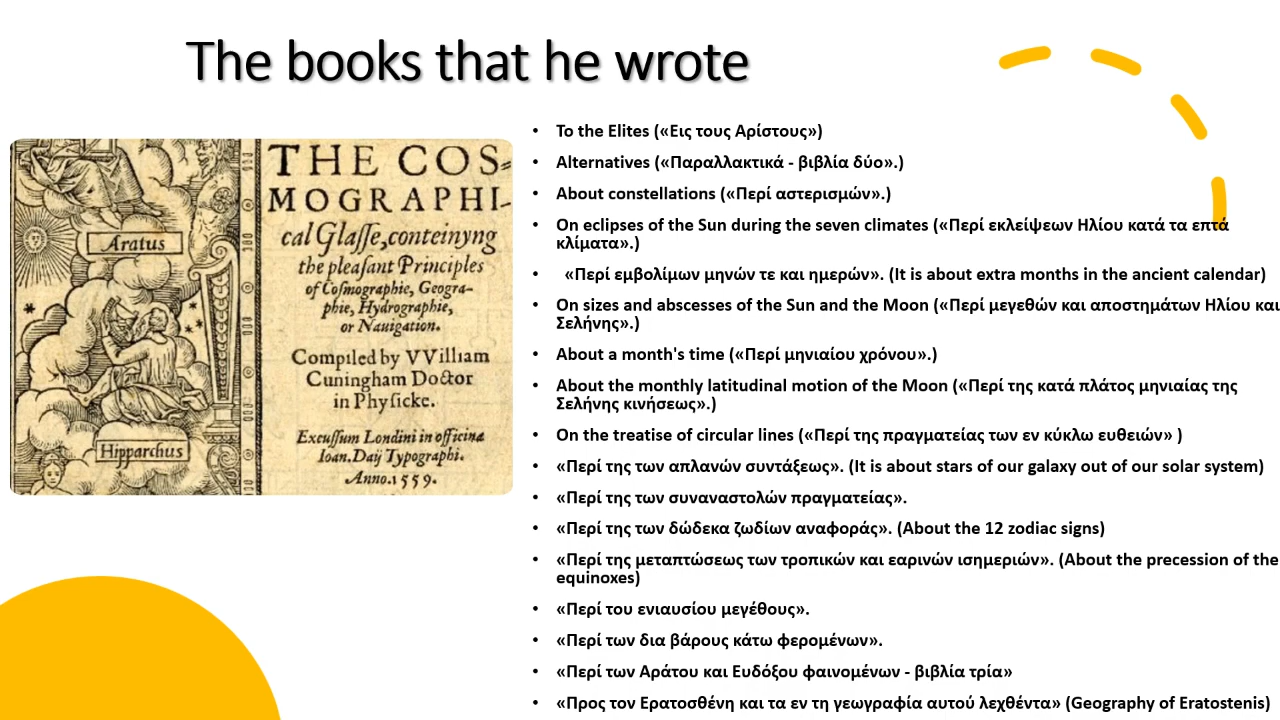 The books that he wrote
Aratus
Hipparchus
THE COS=
MOGRAPHI-
cal Glaſſe, conteinyng
the pleaſant Principles
of Coſmographie, Geogra-
phie, Hydrographie,
or Nauigation.
Compiled by VVilliam
Cuningham Doctor
in Phyſicke.
Excuſſum Londini in officina
Ioan. Daij Typographi.
Anno.1559.
• To the Elites («Εις τους Αρίστους»)
• Alternatives («Παραλλακτικά - βιβλία δύο».)
• About constellations («Περί αστερισμών».)
• On eclipses of the Sun during the seven climates («Περί εκλείψεων Ηλίου κατά τα επτά
κλίματα».)
• «Περί εμβολίμων μηνών τε και ημερών». (It is about extra months in the ancient calendar)
• On sizes and abscesses of the Sun and the Moon («Περί μεγεθών και αποστημάτων Ηλίου και
Σελήνης».)
• About a month's time («Περί μηνιαίου χρόνου».)
• About the monthly latitudinal motion of the Moon («Περί της κατά πλάτος μηνιαίας της
Σελήνης κινήσεως».)
• On the treatise of circular lines («Περί της πραγματείας των εν κύκλω ευθειών» )
• «Περί της των απλανών συντάξεως». (It is about stars of our galaxy out of our solar system)
• «Περί της των συναναστολών πραγματείας».
• «Περί της των δώδεκα ζωδίων αναφοράς». (About the 12 zodiac signs)
• «Περί της μεταπτώσεως των τροπικών και εαρινών ισημεριών». (About the precession of the
equinoxes)
• «Περί του ενιαυσίου μεγέθους».
• «Περί των δια βάρους κάτω φερομένων».
• «Περί των Αράτου και Ευδόξου φαινομένων - βιβλία τρία»
• «Προς τον Ερατοσθένη και τα εν τη γεωγραφία αυτού λεχθέντα» (Geography of Eratostenis)